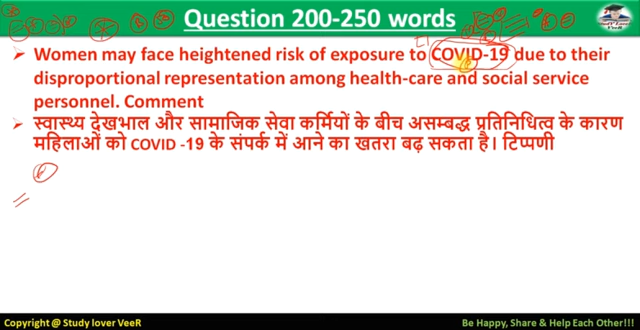 Question 200-250 words
➢ Women may face heightened risk of exposure to COVID-19 due to their
disproportional representation among health-care and social service
personnel. Comment
➢ स्वास्थ्य देखभाल और सामाजिक सेवा कर्मियों के बीच असम्बद्ध प्रतिनिधित्व के कारण
महिलाओं को COVID -19 के संपर्क में आने का खतरा बढ़ सकता है। टिप्पणी
Copyright @ Study lover VeeR
Be Happy, Share & Help Each Other!!!